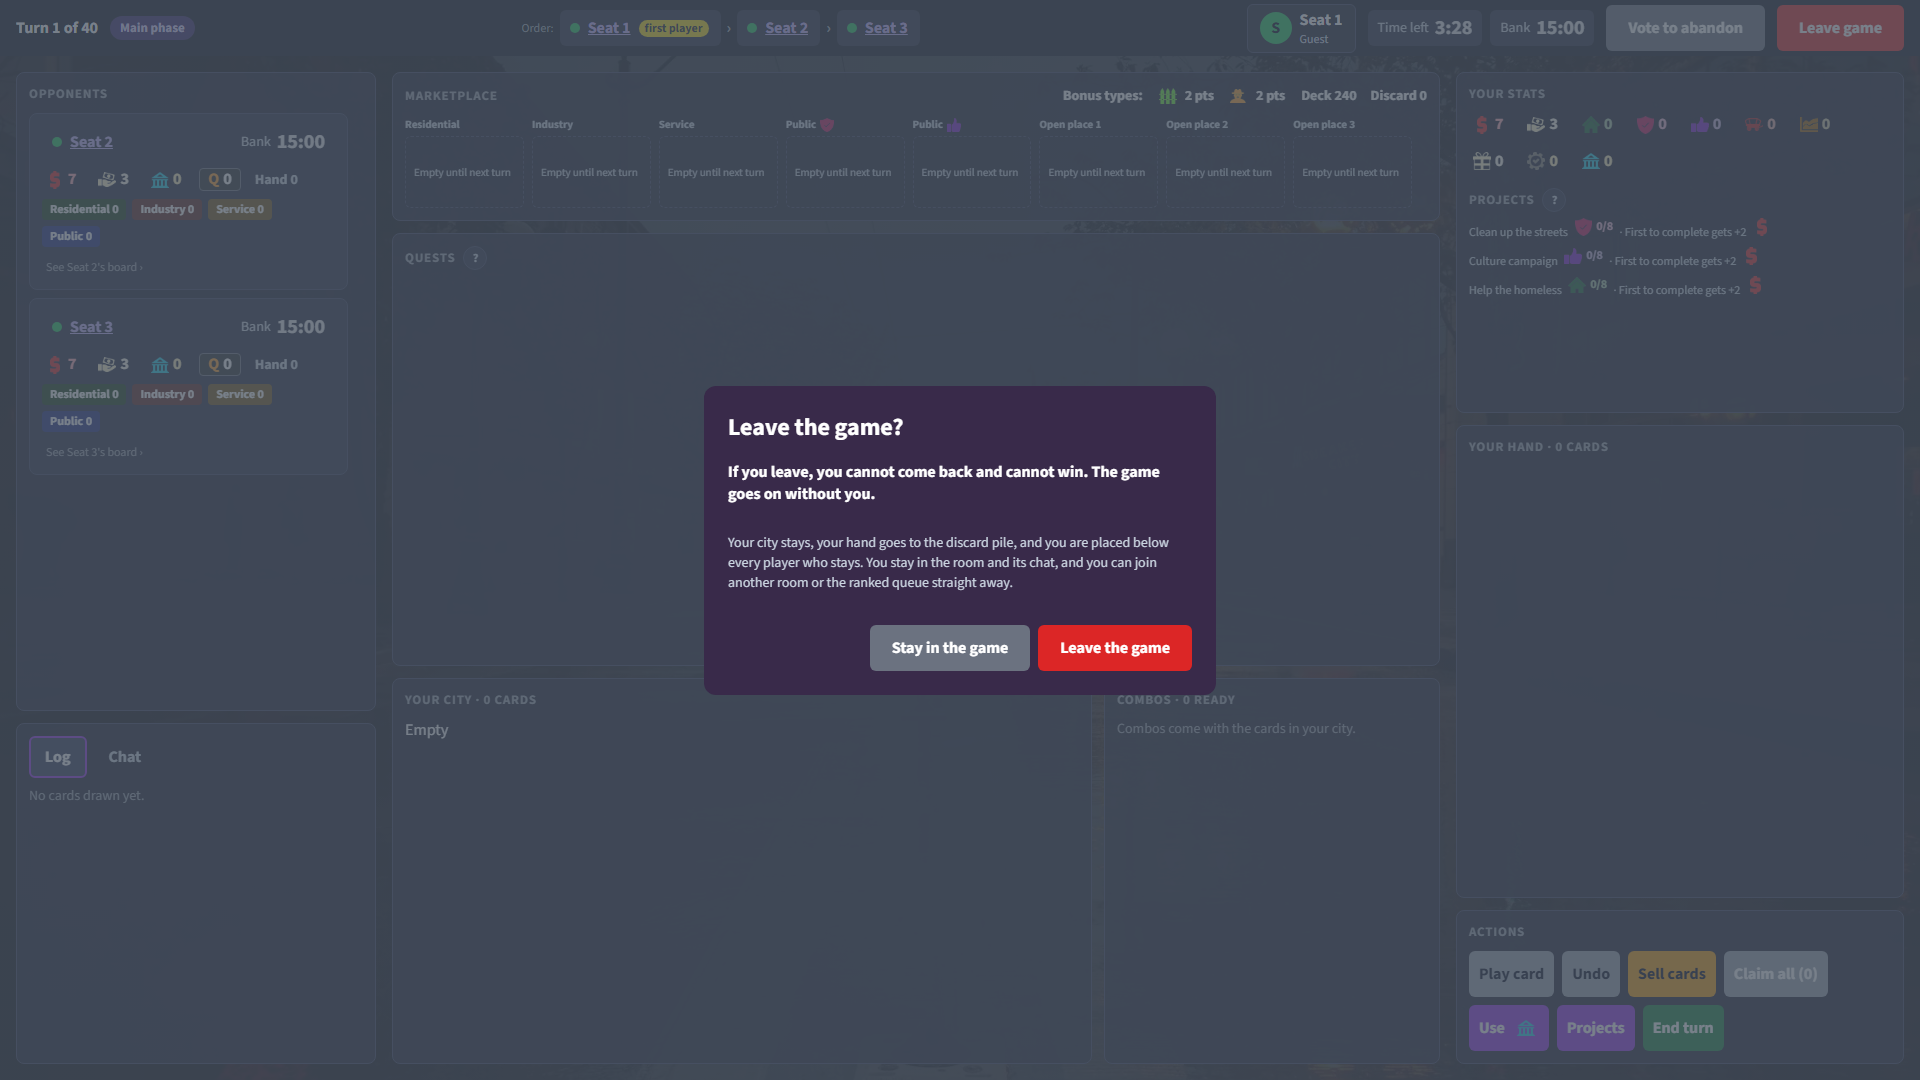 Turn 1 of 40 Main phase
Order: Seat 1 first player › Seat 2 › Seat 3
S Seat 1 Guest
Time left 3:28 Bank 15:00 Vote to abandon Leave game
OPPONENTS
Seat 2 Bank 15:00
7 3 0 Q 0 Hand 0
Residential 0 Industry 0 Service 0
Public 0
See Seat 2's board ›
Seat 3 Bank 15:00
7 3 0 Q 0 Hand 0
Residential 0 Industry 0 Service 0
Public 0
See Seat 3's board ›
Log Chat
No cards drawn yet.
MARKETPLACE Bonus types: 2 pts 2 pts Deck 240 Discard 0
Residential Industry Service Public Public Open place 1 Open place 2 Open place 3
Empty until next turn Empty until next turn Empty until next turn Empty until next turn Empty until next turn Empty until next turn Empty until next turn Empty until next turn
QUESTS ?
Leave the game?
If you leave, you cannot come back and cannot win. The game
goes on without you.
Your city stays, your hand goes to the discard pile, and you are placed below
every player who stays. You stay in the room and its chat, and you can join
another room or the ranked queue straight away.
Stay in the game Leave the game
YOUR CITY · 0 CARDS
Empty
COMBOS · 0 READY
Combos come with the cards in your city.
YOUR STATS
$ 7 3 0 0 0 0 0
0 0 0
PROJECTS ?
Clean up the streets 0/8 · First to complete gets +2 $
Culture campaign 0/8 · First to complete gets +2 $
Help the homeless 0/8 · First to complete gets +2 $
YOUR HAND · 0 CARDS
ACTIONS
Play card Undo Sell cards Claim all (0)
Use Projects End turn